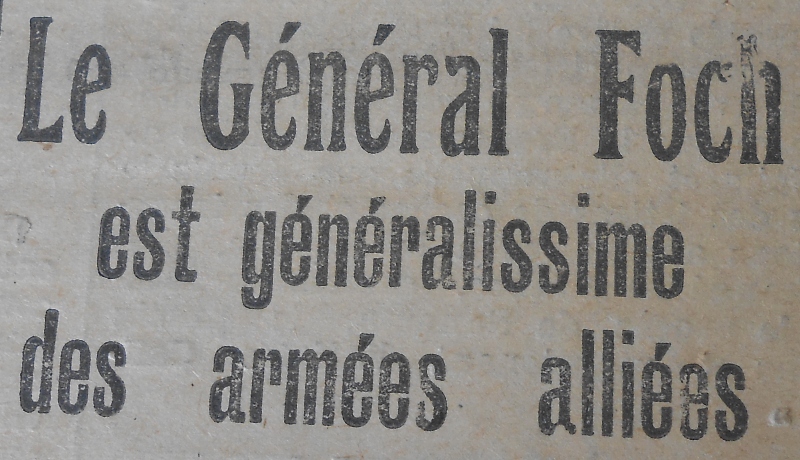 Le Général Foch
est généralissime
des armées alliées